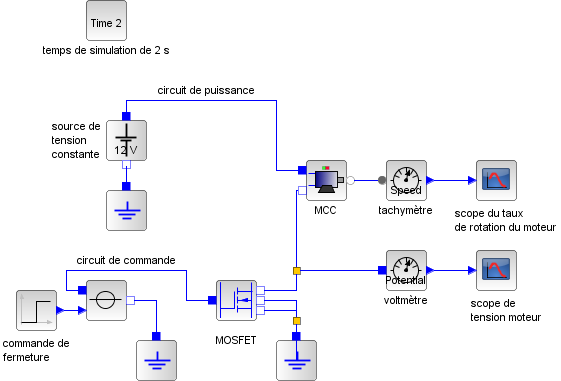 Time 2
temps de simulation de 2 s
circuit de puissance
source de
tension
constante
12 V
MCC
Speed
tachymètre
scope du taux
de rotation du moteur
circuit de commande
Potential
voltmètre
scope de
tension moteur
commande de
fermeture
MOSFET